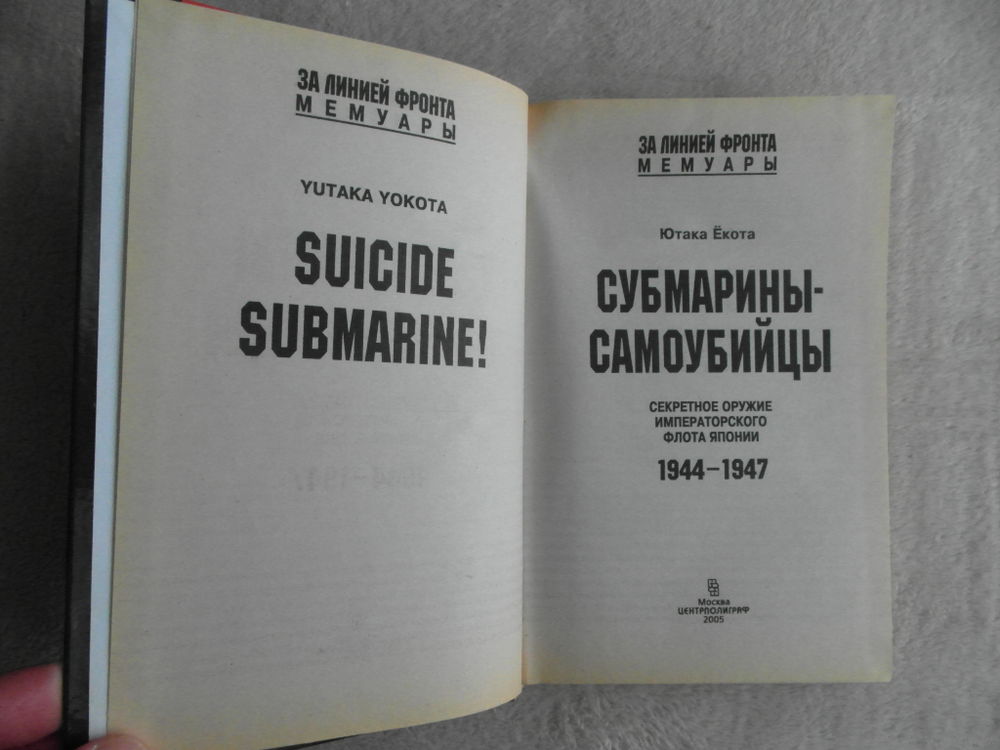 ЗА ЛИНИЕЙ ФРОНТА
МЕМУАРЫ
YUTAKA YOKOTA
SUICIDE
SUBMARINE!
ЗА ЛИНИЕЙ ФРОНТА
МЕМУАРЫ
Ютака Ёкота
СУБМАРИНЫ-
САМОУБИЙЦЫ
СЕКРЕТНОЕ ОРУЖИЕ
ИМПЕРАТОРСКОГО
ФЛОТА ЯПОНИИ
1944–1947
Москва
ЦЕНТРПОЛИГРАФ
2005